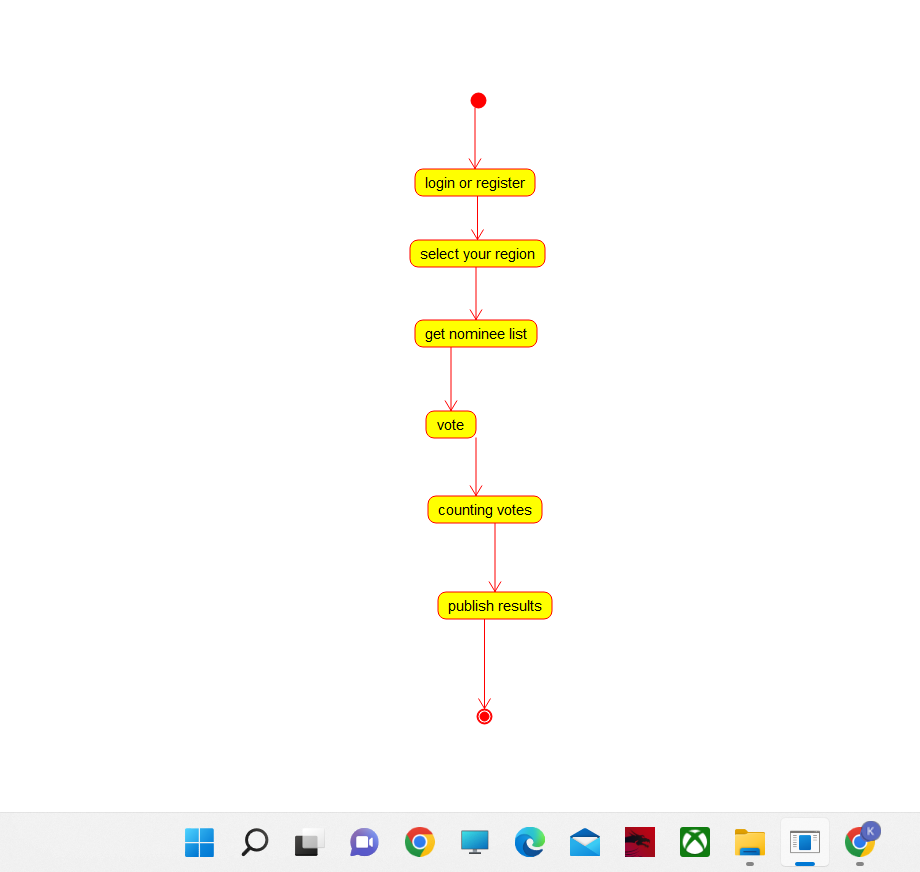 login or register
select your region
get nominee list
vote
counting votes
publish results
K